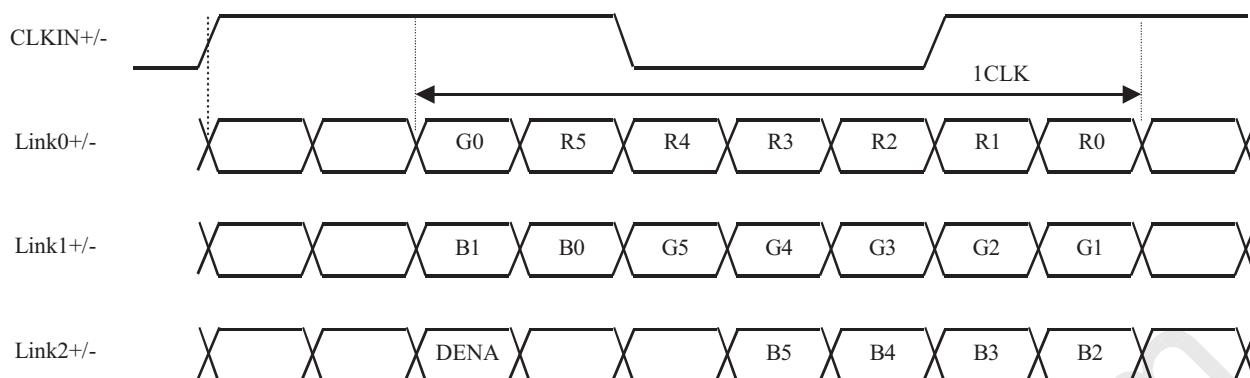 CLKIN+/-
1CLK
Link0+/- G0 R5 R4 R3 R2 R1 R0
Link1+/- B1 B0 G5 G4 G3 G2 G1
Link2+/- DENA B5 B4 B3 B2